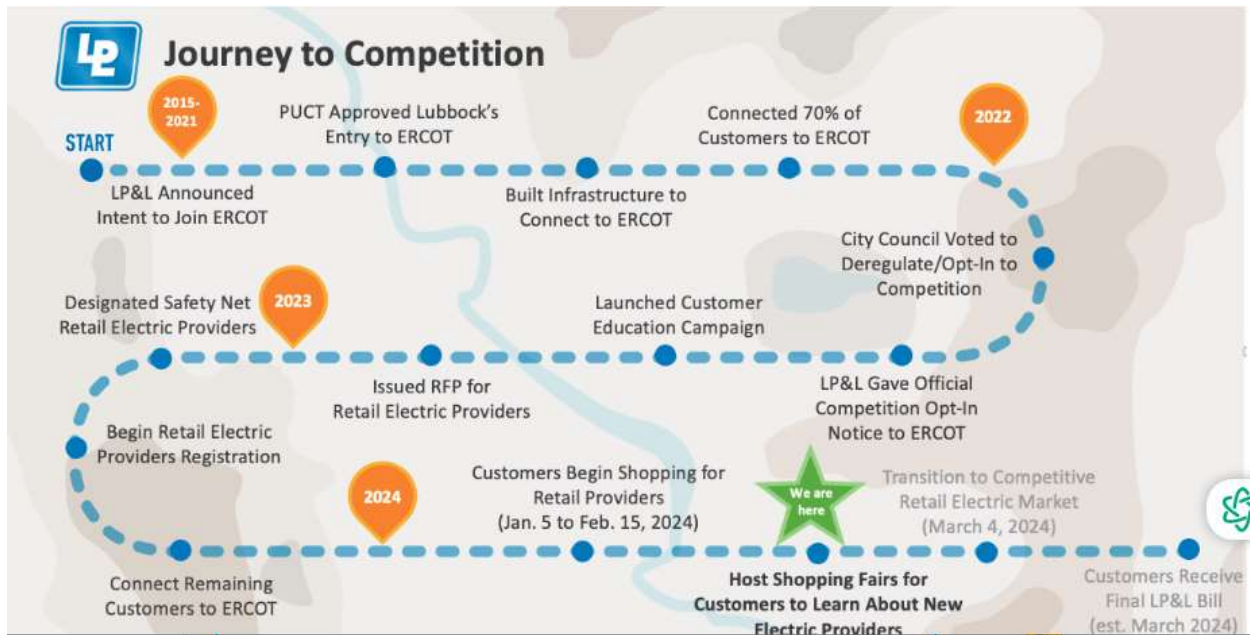 LP&L
Journey to Competition
START
2015-
2021
LP&L Announced
Intent to Join ERCOT
PUCT Approved Lubbock's
Entry to ERCOT
Built Infrastructure to
Connect to ERCOT
Connected 70% of
Customers to ERCOT
2022
City Council Voted to
Deregulate/Opt-In to
Competition
LP&L Gave Official
Competition Opt-In
Notice to ERCOT
Launched Customer
Education Campaign
Issued RFP for
Retail Electric Providers
2023
Designated Safety Net
Retail Electric Providers
Begin Retail Electric
Providers Registration
Connect Remaining
Customers to ERCOT
2024
Customers Begin Shopping for
Retail Providers
(Jan. 5 to Feb. 15, 2024)
We are
here
Host Shopping Fairs for
Customers to Learn About New
Electric Providers
Transition to Competitive
Retail Electric Market
(March 4, 2024)
Customers Receive
Final LP&L Bill
(est. March 2024)